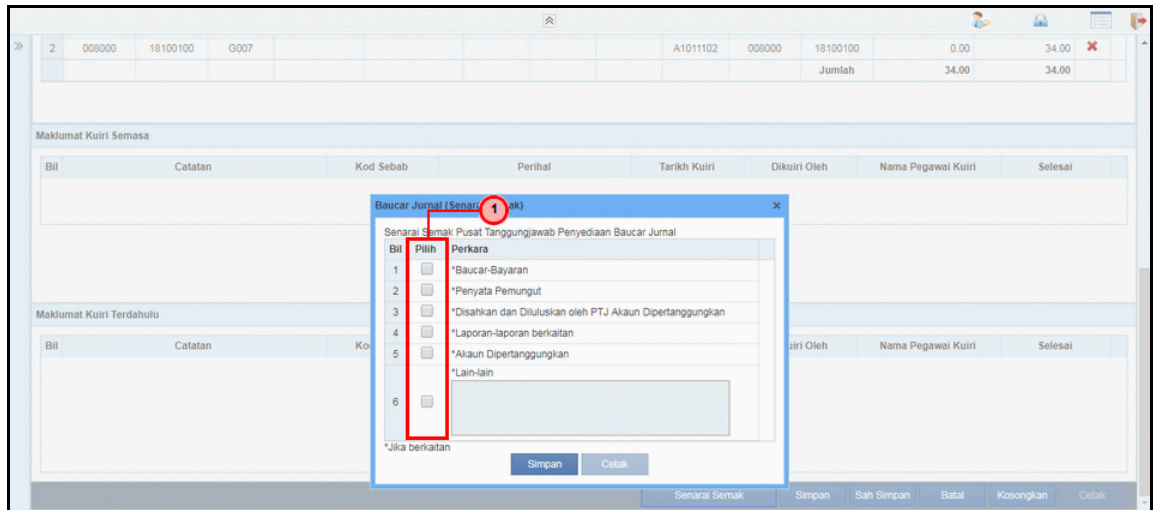 2 008000 18100100 G007 A1011102 008000 18100100 0.00 34.00
Jumlah 34.00 34.00
Maklumat Kuiri Semasa
Bil Catatan Kod Sebab Perihal Tarikh Kuiri Dikuiri Oleh Nama Pegawai Kuiri Selesai
Baucar Jurnal (Senarai 1 ak)
Senarai Semak Pusat Tanggungjawab Penyediaan Baucar Jurnal
Bil Pilih Perkara
1 *Baucar-Bayaran
2 *Penyata Pemungut
3 *Disahkan dan Diluluskan oleh PTJ Akaun Dipertanggungkan
4 *Laporan-laporan berkaitan
5 *Akaun Dipertanggungkan
6 *Lain-lain
*Jika berkaitan
Simpan Cetak
Maklumat Kuiri Terdahulu
Bil Catatan Ko uiri Oleh Nama Pegawai Kuiri Selesai
Senarai Semak Simpan Sah Simpan Batal Kosongkan Cetak